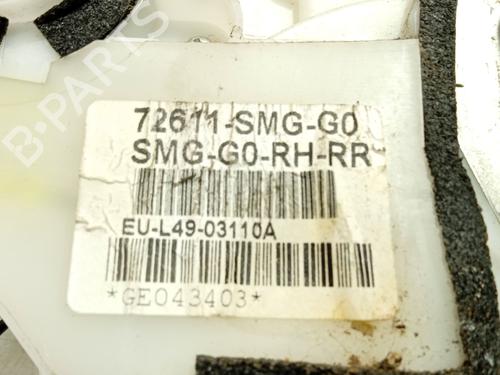 B-PARTS
72611-SMG-G0
SMG-G0-RH-RR
EU-L49-03110A
*GE043403*